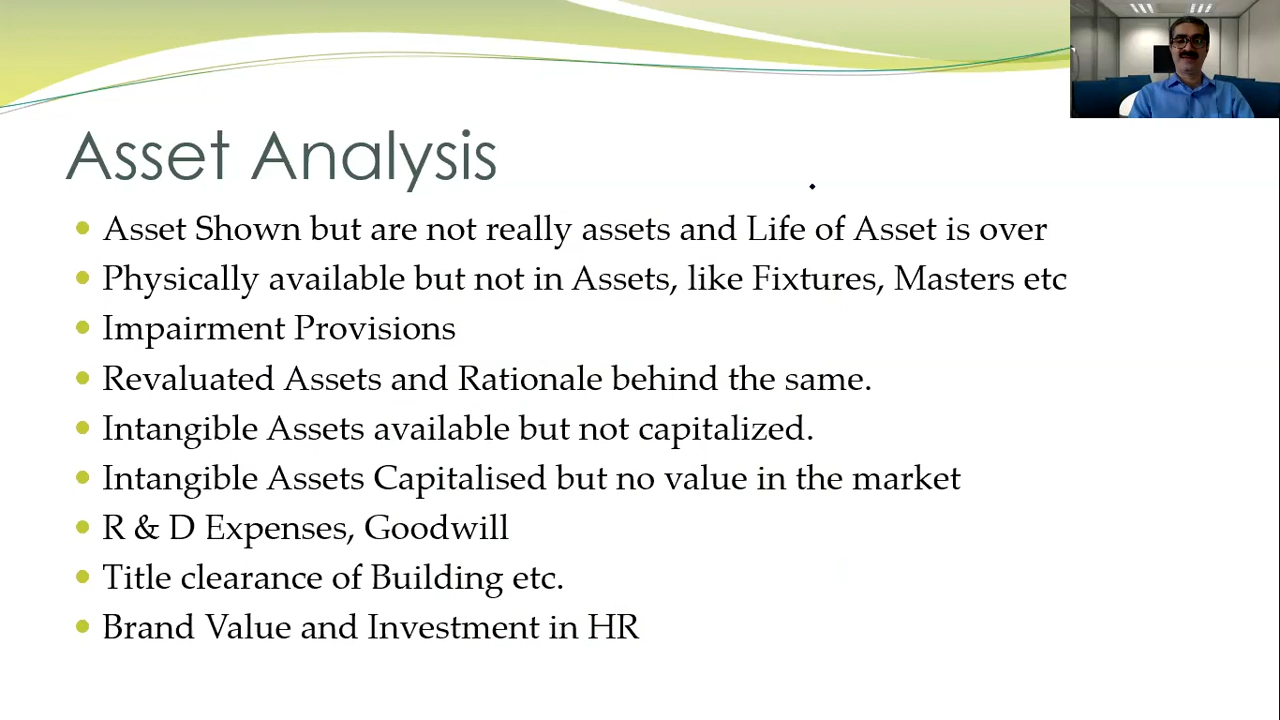 Asset Analysis
Asset Shown but are not really assets and Life of Asset is over
Physically available but not in Assets, like Fixtures, Masters etc
Impairment Provisions
Revaluated Assets and Rationale behind the same.
Intangible Assets available but not capitalized.
Intangible Assets Capitalised but no value in the market
R & D Expenses, Goodwill
Title clearance of Building etc.
Brand Value and Investment in HR